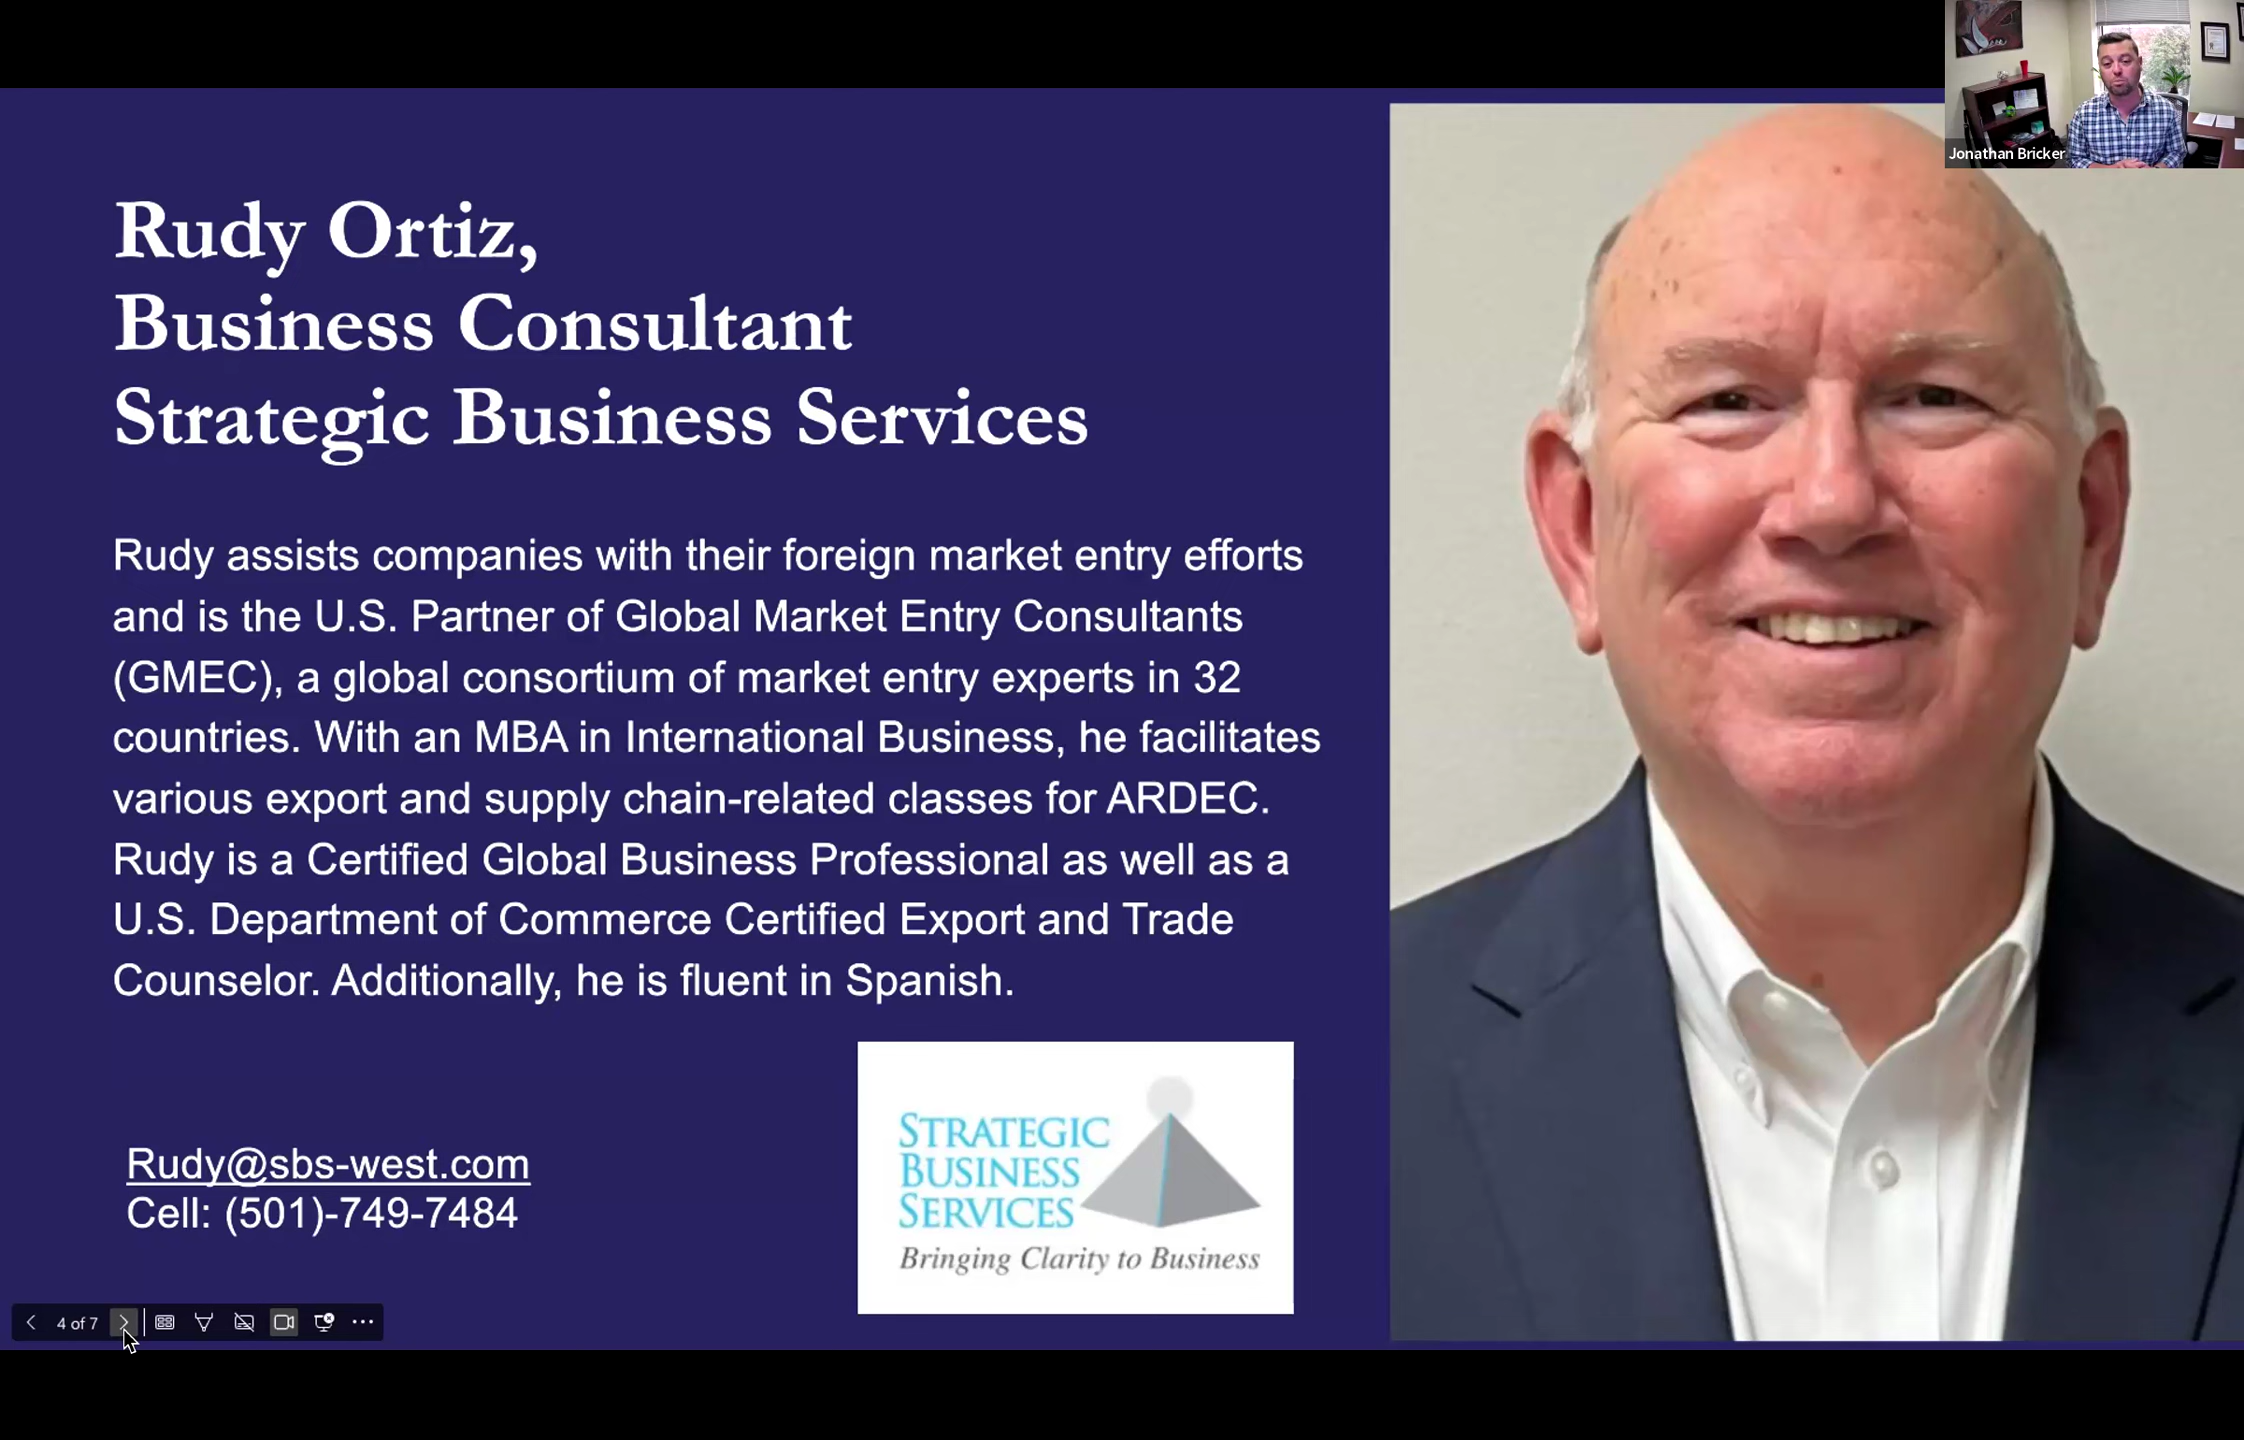 Jonathan Bricker
Rudy Ortiz,
Business Consultant
Strategic Business Services
Rudy assists companies with their foreign market entry efforts
and is the U.S. Partner of Global Market Entry Consultants
(GMEC), a global consortium of market entry experts in 32
countries. With an MBA in International Business, he facilitates
various export and supply chain-related classes for ARDEC.
Rudy is a Certified Global Business Professional as well as a
U.S. Department of Commerce Certified Export and Trade
Counselor. Additionally, he is fluent in Spanish.
Rudy@sbs-west.com
Cell: (501)-749-7484
STRATEGIC
BUSINESS
SERVICES
Bringing Clarity to Business
4 of 7